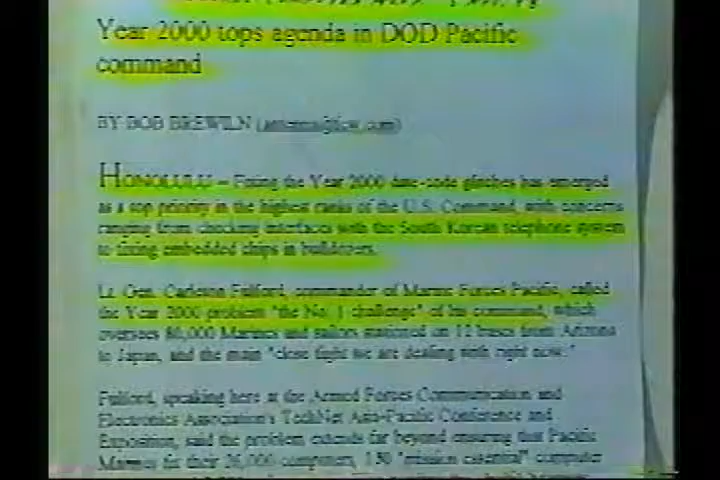 Year 2000 tops agenda in DOD Pacific
command
BY BOB BREWIN (antenna@fcw.com)
HONOLULU -- Fixing the Year 2000 date-code glitches has emerged
as a top priority in the highest ranks of the U.S. Command, with concerns
ranging from checking interfaces with the South Korean telephone system
to fixing embedded chips in bulldozers.
Lt. Gen. Carleton Fulford, commander of Marine Forces Pacific, called
the Year 2000 problem "the No. 1 challenge" of his command, which
oversees 80,000 Marines and sailors stationed on 12 bases from Arizona
to Japan, and the main "close fight we are dealing with right now."
Fulford, speaking here at the Armed Forces Communication and
Electronics Association's TechNet Asia-Pacific Conference and
Exposition, said the problem extends far beyond ensuring that Pacific
Marines fix their 26,000 computers, 130 "mission essential" computer